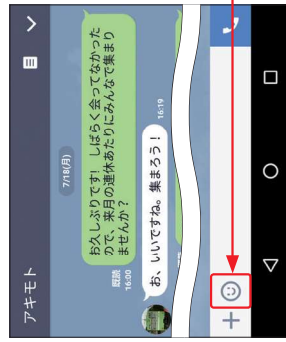 アキモト
7/18(月)
お久しぶりです! しばらく会ってなかった
ので、来月の連休あたりにみんなで集まり
ませんか?
既読
16:00
お、いいですね。集まろう!
16:19